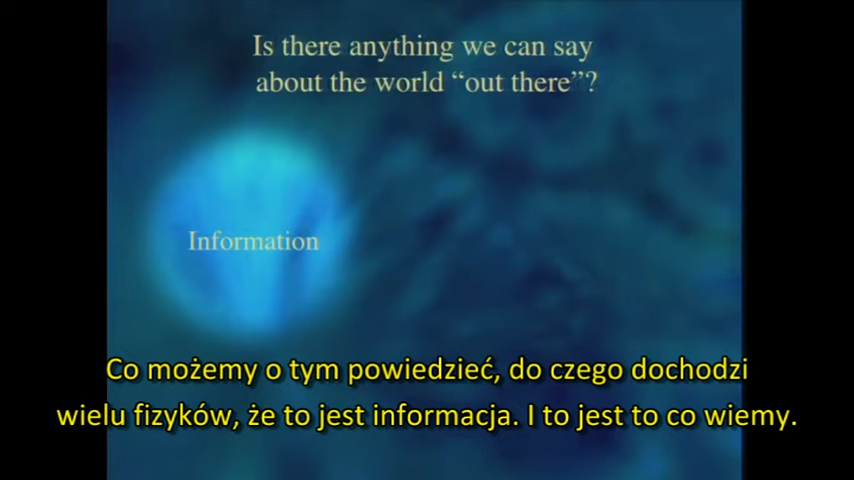 Is there anything we can say
about the world “out there”?
Information
Co możemy o tym powiedzieć, do czego dochodzi
wielu fizyków, że to jest informacja. I to jest to co wiemy.